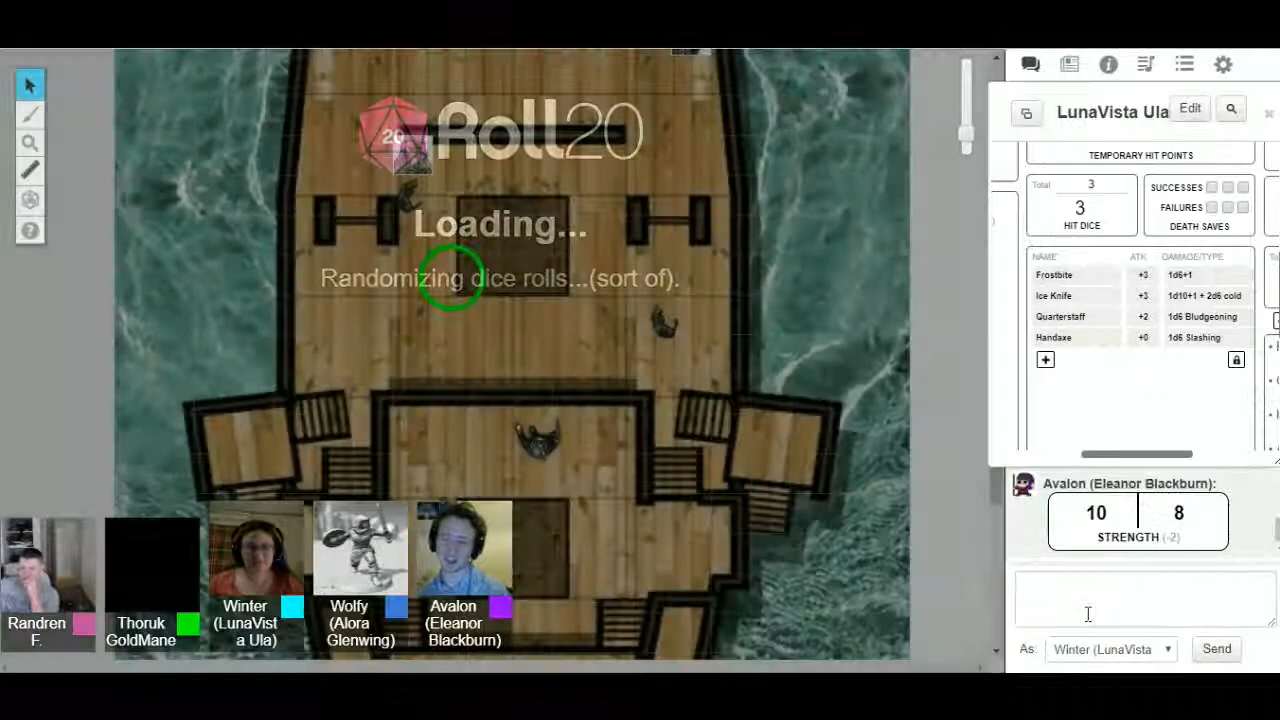 20 Roll20
Loading...
Randomizing dice rolls...(sort of).
Randren F.
Thoruk GoldMane
Winter (LunaVista Ula)
Wolfy (Alora Glenwing)
Avalon (Eleanor Blackburn)
LunaVista Ula
Edit
TEMPORARY HIT POINTS
Total 3
3
HIT DICE
SUCCESSES
FAILURES
DEATH SAVES
NAME ATK DAMAGE/TYPE
Frostbite +3 1d6+1
Ice Knife +3 1d10+1 + 2d6 cold
Quarterstaff +2 1d6 Bludgeoning
Handaxe +0 1d6 Slashing
Avalon (Eleanor Blackburn):
10 8
STRENGTH (-2)
As: Winter (LunaVista Send